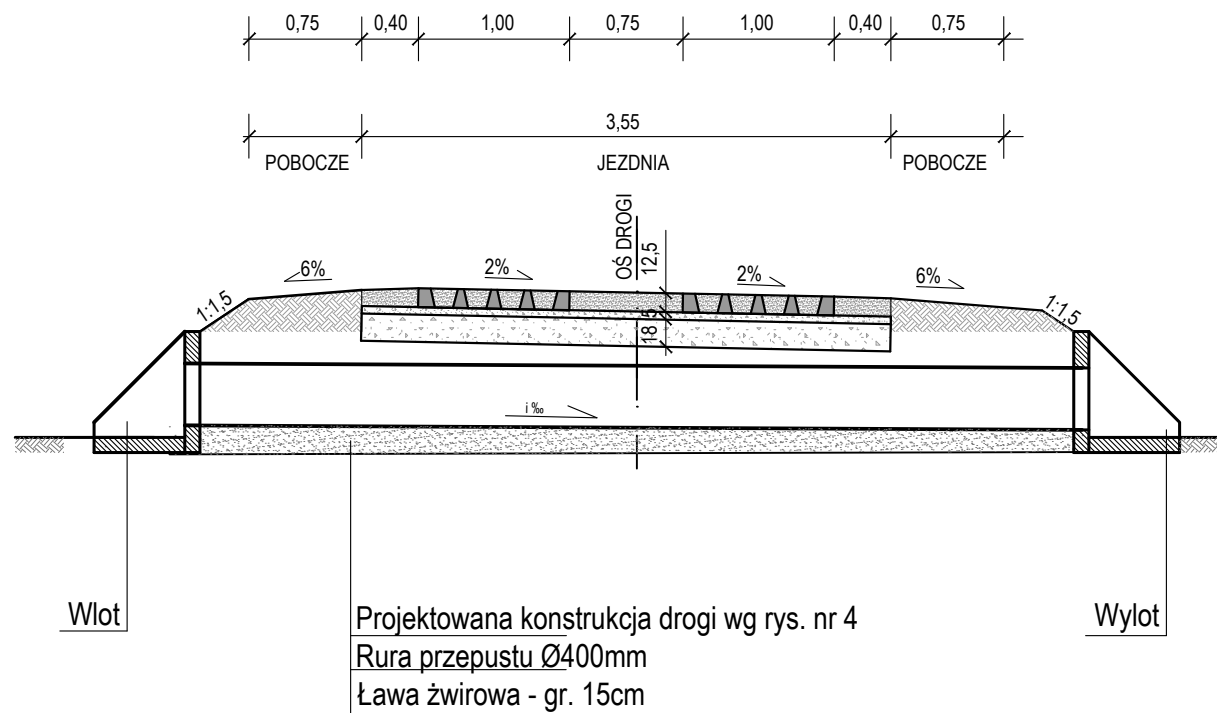 0,75 0,40 1,00 0,75 1,00 0,40 0,75
3,55
POBOCZE JEZDNIA POBOCZE
OŚ DROGI
12,5
6% 2% 2% 6%
1:1,5 1:1,5
5
18
i ‰
Wlot
Wylot
Projektowana konstrukcja drogi wg rys. nr 4
Rura przepustu Ø400mm
Ława żwirowa - gr. 15cm